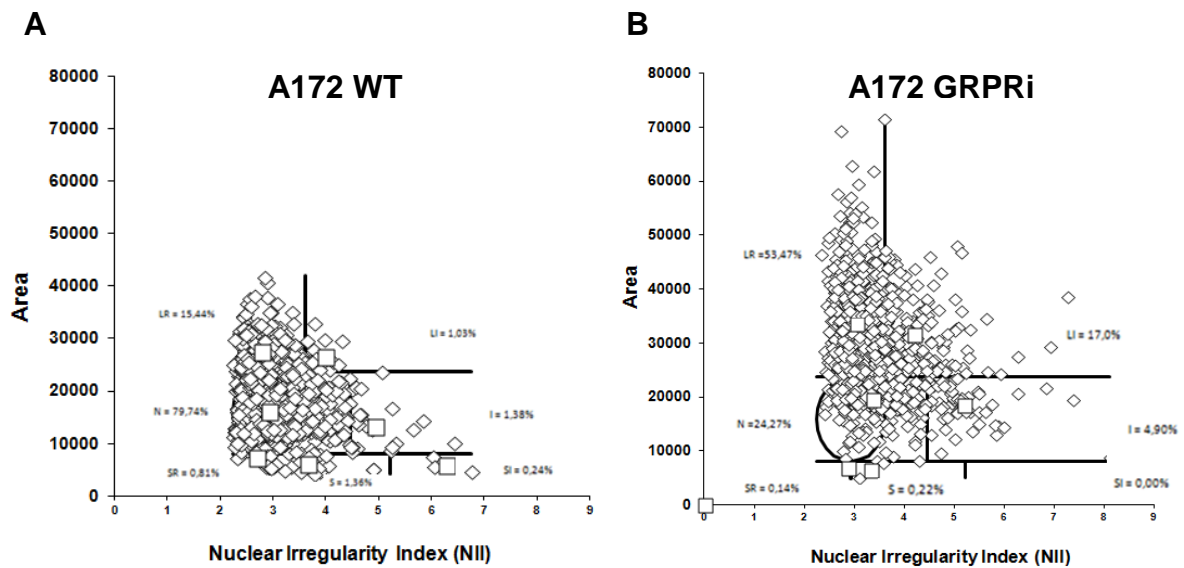 A
A172 WT
80000
70000
60000
50000
40000
30000
20000
10000
0
Area
LR = 15,44%
LI = 1,03%
N = 79,74%
I = 1,38%
SR = 0,81%
S = 1,36%
SI = 0,24%
0 1 2 3 4 5 6 7 8 9
Nuclear Irregularity Index (NII)
B
A172 GRPRi
80000
70000
60000
50000
40000
30000
20000
10000
0
Area
LR =53,47%
LI = 17,0%
N =24,27%
I = 4,90%
SR = 0,14%
S = 0,22%
SI = 0,00%
0 1 2 3 4 5 6 7 8 9
Nuclear Irregularity Index (NII)